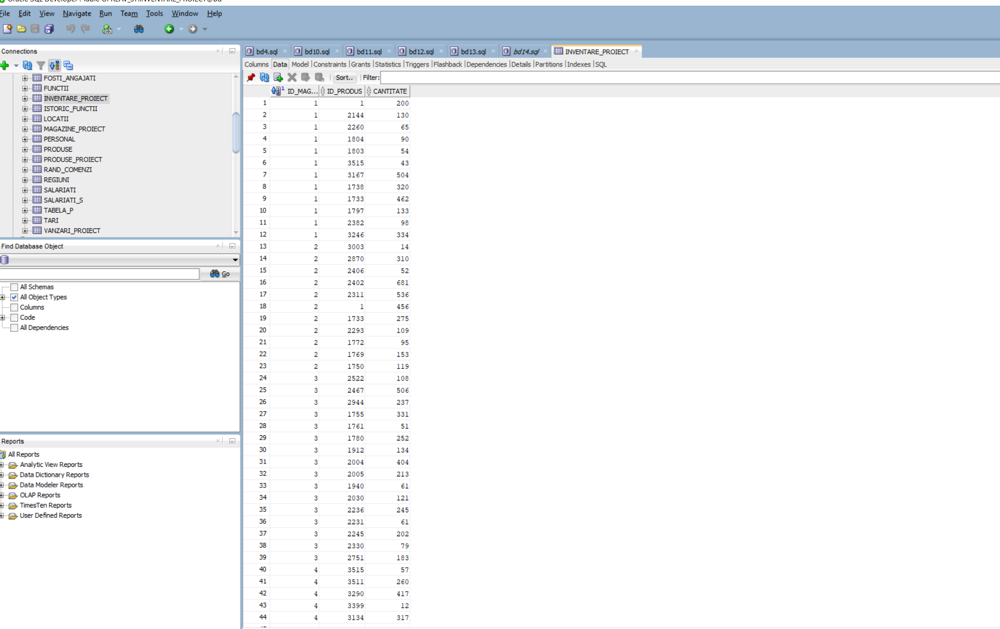 File Edit View Navigate Run Team Tools Window Help
Connections
FOSTI_ANGAJATI
FUNCTII
INVENTARE_PROIECT
ISTORIC_FUNCTII
LOCATII
MAGAZINE_PROIECT
PERSONAL
PRODUSE
PRODUSE_PROIECT
RAND_COMENZI
REGIUNI
SALARIATI
SALARIATI_S
TABELA_P
TARI
VANZARI_PROIECT
Find Database Object
Go
All Schemas
All Object Types
Columns
Code
All Dependencies
Reports
All Reports
Analytic View Reports
Data Dictionary Reports
Data Modeler Reports
OLAP Reports
TimesTen Reports
User Defined Reports
bd4.sql bd10.sql bd11.sql bd12.sql bd13.sql bd14.sql INVENTARE_PROIECT
Columns Data Model Constraints Grants Statistics Triggers Flashback Dependencies Details Partitions Indexes SQL
Sort.. Filter:
ID_MAG... ID_PRODUS CANTITATE
1 1 1 200
2 1 2144 130
3 1 2260 65
4 1 1804 90
5 1 1803 54
6 1 3515 43
7 1 3167 504
8 1 1738 320
9 1 1733 462
10 1 1797 133
11 1 2382 98
12 1 3246 334
13 2 3003 14
14 2 2870 310
15 2 2406 52
16 2 2402 681
17 2 2311 536
18 2 1 456
19 2 1733 275
20 2 2293 109
21 2 1772 95
22 2 1769 153
23 2 1750 119
24 3 2522 108
25 3 2467 506
26 3 2944 237
27 3 1755 331
28 3 1761 51
29 3 1780 252
30 3 1912 134
31 3 2004 404
32 3 2005 213
33 3 1940 61
34 3 2030 121
35 3 2236 245
36 3 2231 61
37 3 2245 202
38 3 2330 79
39 3 2751 183
40 4 3515 57
41 4 3511 260
42 4 3290 417
43 4 3399 12
44 4 3134 317